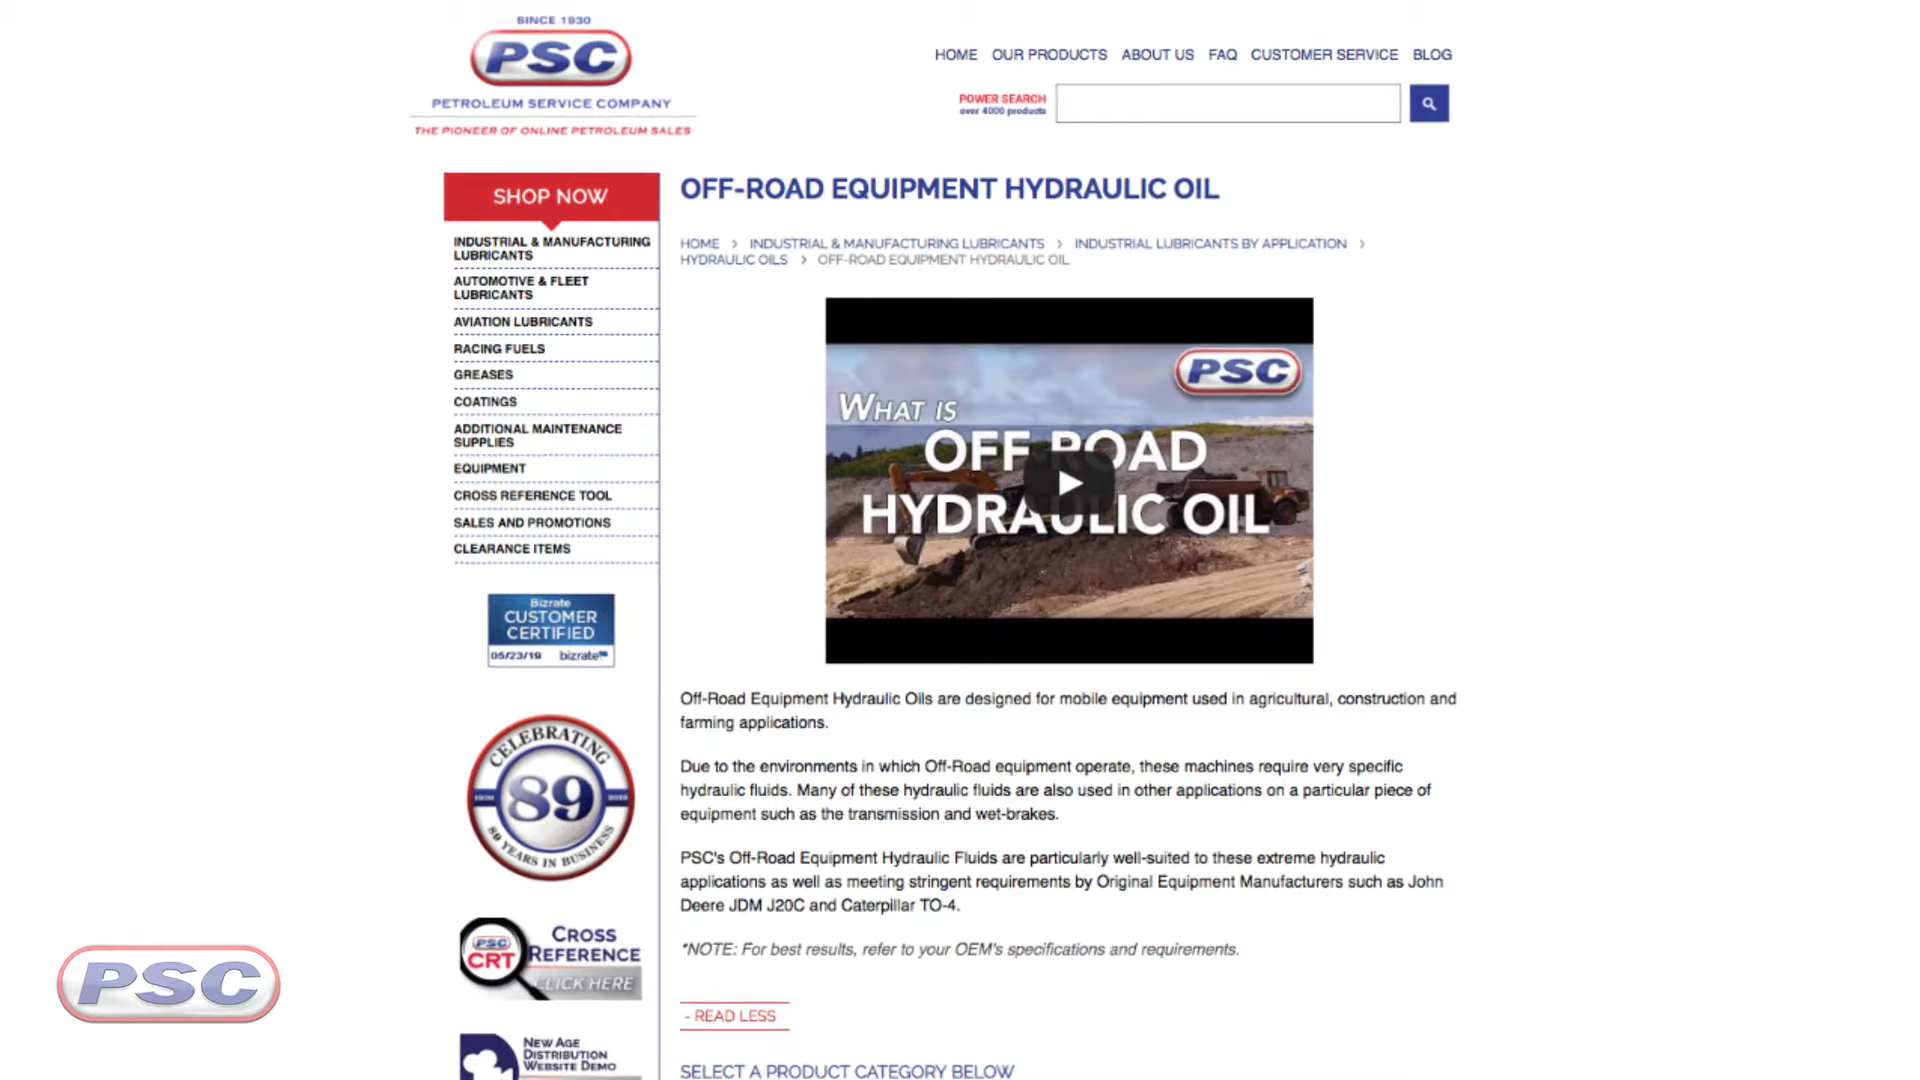 SINCE 1930
PSC
PETROLEUM SERVICE COMPANY
THE PIONEER OF ONLINE PETROLEUM SALES
HOME OUR PRODUCTS ABOUT US FAQ CUSTOMER SERVICE BLOG
POWER SEARCH
over 4000 products
SHOP NOW
INDUSTRIAL & MANUFACTURING
LUBRICANTS
AUTOMOTIVE & FLEET
LUBRICANTS
AVIATION LUBRICANTS
RACING FUELS
GREASES
COATINGS
ADDITIONAL MAINTENANCE
SUPPLIES
EQUIPMENT
CROSS REFERENCE TOOL
SALES AND PROMOTIONS
CLEARANCE ITEMS
Bizrate
CUSTOMER
CERTIFIED
05/23/19 bizrate
CELEBRATING
1930 89 2019
89 YEARS IN BUSINESS
PSC
CRT
CROSS
REFERENCE
CLICK HERE
NEW AGE
DISTRIBUTION
WEBSITE DEMO
OFF-ROAD EQUIPMENT HYDRAULIC OIL
HOME > INDUSTRIAL & MANUFACTURING LUBRICANTS > INDUSTRIAL LUBRICANTS BY APPLICATION >
HYDRAULIC OILS > OFF-ROAD EQUIPMENT HYDRAULIC OIL
PSC
WHAT IS
OFF-ROAD
HYDRAULIC OIL
Off-Road Equipment Hydraulic Oils are designed for mobile equipment used in agricultural, construction and
farming applications.
Due to the environments in which Off-Road equipment operate, these machines require very specific
hydraulic fluids. Many of these hydraulic fluids are also used in other applications on a particular piece of
equipment such as the transmission and wet-brakes.
PSC's Off-Road Equipment Hydraulic Fluids are particularly well-suited to these extreme hydraulic
applications as well as meeting stringent requirements by Original Equipment Manufacturers such as John
Deere JDM J20C and Caterpillar TO-4.
*NOTE: For best results, refer to your OEM's specifications and requirements.
- READ LESS
SELECT A PRODUCT CATEGORY BELOW
PSC